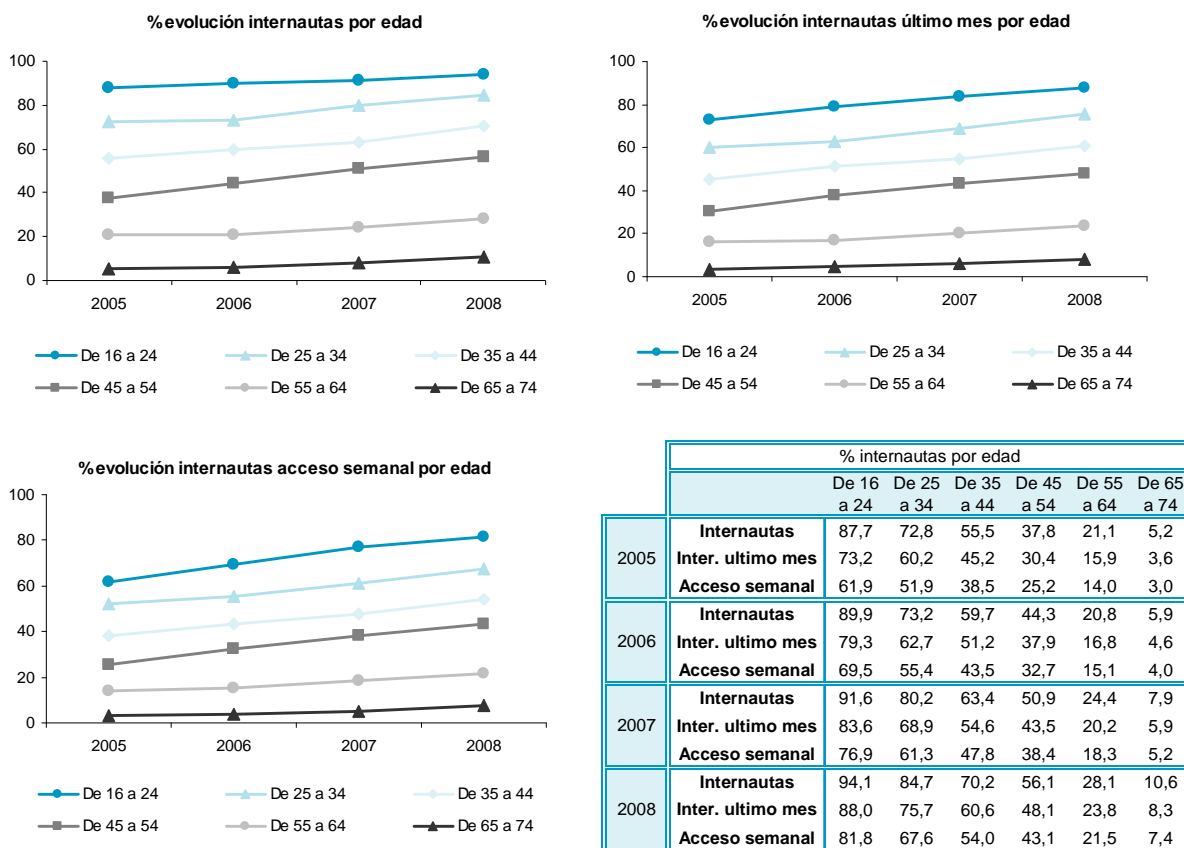 %evolución internautas por edad
100
80
60
40
20
0
2005 2006 2007 2008
De 16 a 24 De 25 a 34 De 35 a 44
De 45 a 54 De 55 a 64 De 65 a 74
%evolución internautas último mes por edad
100
80
60
40
20
0
2005 2006 2007 2008
De 16 a 24 De 25 a 34 De 35 a 44
De 45 a 54 De 55 a 64 De 65 a 74
%evolución internautas acceso semanal por edad
100
80
60
40
20
0
2005 2006 2007 2008
De 16 a 24 De 25 a 34 De 35 a 44
De 45 a 54 De 55 a 64 De 65 a 74
% internautas por edad
De 16 De 25 De 35 De 45 De 55 De 65
a 24 a 34 a 44 a 54 a 64 a 74
Internautas 87,7 72,8 55,5 37,8 21,1 5,2
2005 Inter. ultimo mes 73,2 60,2 45,2 30,4 15,9 3,6
Acceso semanal 61,9 51,9 38,5 25,2 14,0 3,0
Internautas 89,9 73,2 59,7 44,3 20,8 5,9
2006 Inter. ultimo mes 79,3 62,7 51,2 37,9 16,8 4,6
Acceso semanal 69,5 55,4 43,5 32,7 15,1 4,0
Internautas 91,6 80,2 63,4 50,9 24,4 7,9
2007 Inter. ultimo mes 83,6 68,9 54,6 43,5 20,2 5,9
Acceso semanal 76,9 61,3 47,8 38,4 18,3 5,2
Internautas 94,1 84,7 70,2 56,1 28,1 10,6
2008 Inter. ultimo mes 88,0 75,7 60,6 48,1 23,8 8,3
Acceso semanal 81,8 67,6 54,0 43,1 21,5 7,4